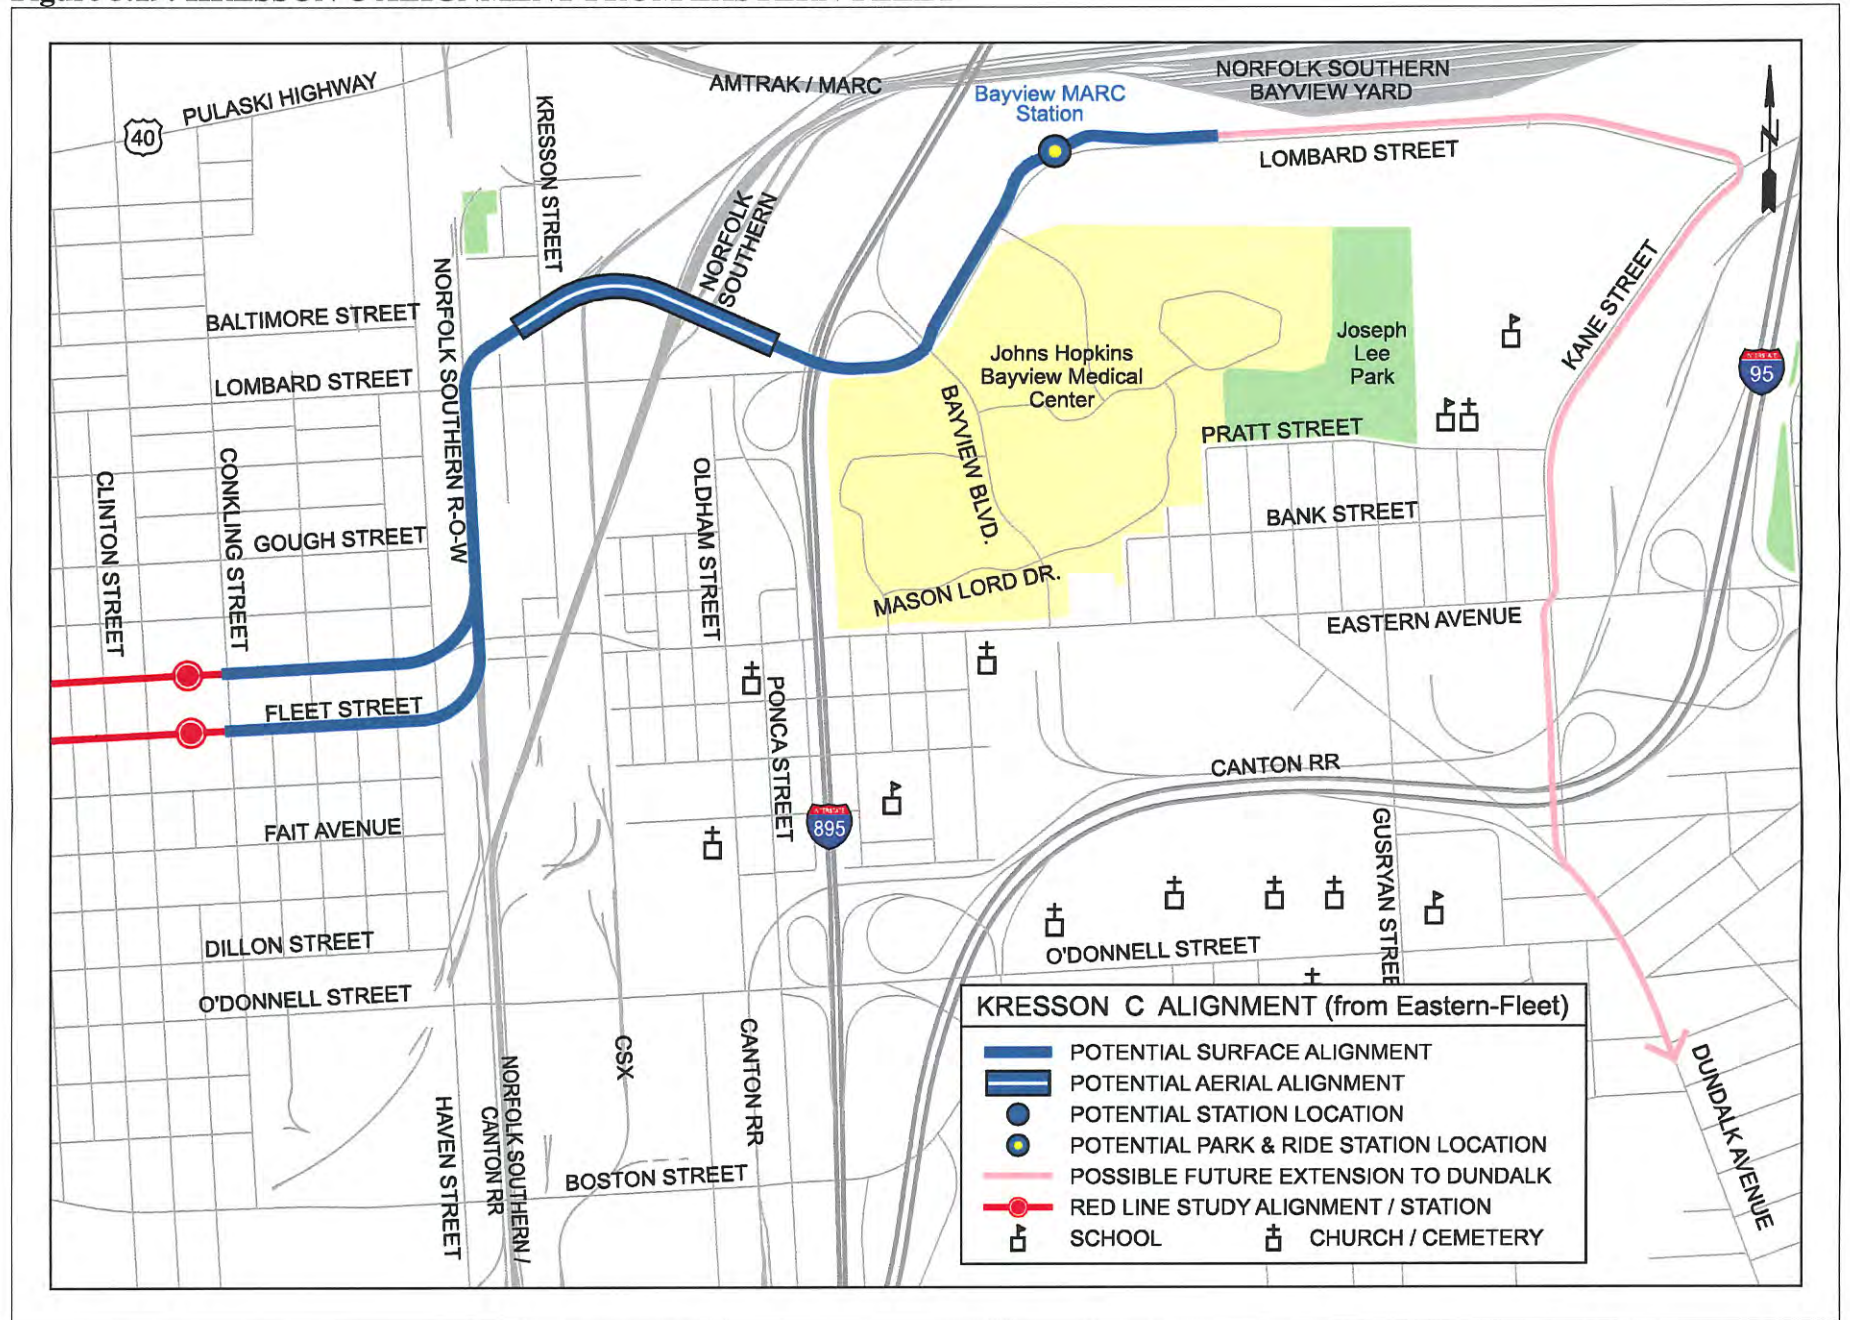 AMTRAK / MARC
NORFOLK SOUTHERN
BAYVIEW YARD
Bayview MARC
Station
PULASKI HIGHWAY
40
KRESSON STREET
LOMBARD STREET
NORFOLK
SOUTHERN
NORFOLK SOUTHERN R-O-W
BALTIMORE STREET
LOMBARD STREET
Johns Hopkins
Bayview Medical
Center
Joseph
Lee
Park
KANE STREET
95
BAYVIEW BLVD.
PRATT STREET
CLINTON STREET
CONKLING STREET
GOUGH STREET
OLDHAM STREET
BANK STREET
MASON LORD DR.
EASTERN AVENUE
FLEET STREET
PONCA STREET
CANTON RR
FAIT AVENUE
895
GUSRYAN STREE
DILLON STREET
O'DONNELL STREET
O'DONNELL STREET
CSX
CANTON RR
HAVEN STREET
NORFOLK SOUTHERN /
CANTON RR
BOSTON STREET
DUNDALK AVENUE
KRESSON C ALIGNMENT (from Eastern-Fleet)
POTENTIAL SURFACE ALIGNMENT
POTENTIAL AERIAL ALIGNMENT
POTENTIAL STATION LOCATION
POTENTIAL PARK & RIDE STATION LOCATION
POSSIBLE FUTURE EXTENSION TO DUNDALK
RED LINE STUDY ALIGNMENT / STATION
SCHOOL
CHURCH / CEMETERY
N